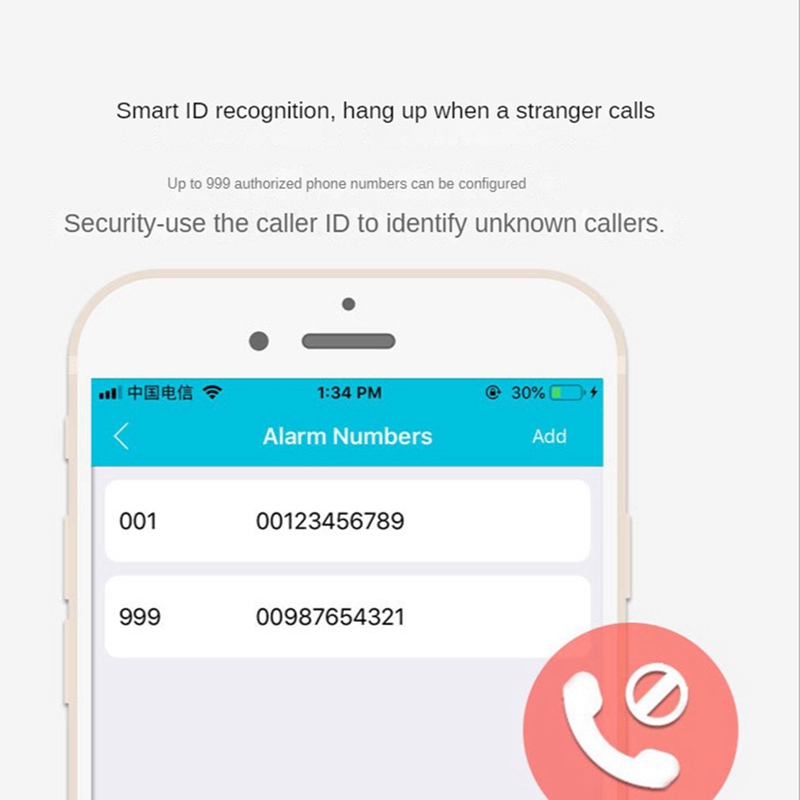 Smart ID recognition, hang up when a stranger calls
Up to 999 authorized phone numbers can be configured
Security-use the caller ID to identify unknown callers.
中国电信 1:34 PM 30%
Alarm Numbers Add
001 00123456789
999 00987654321